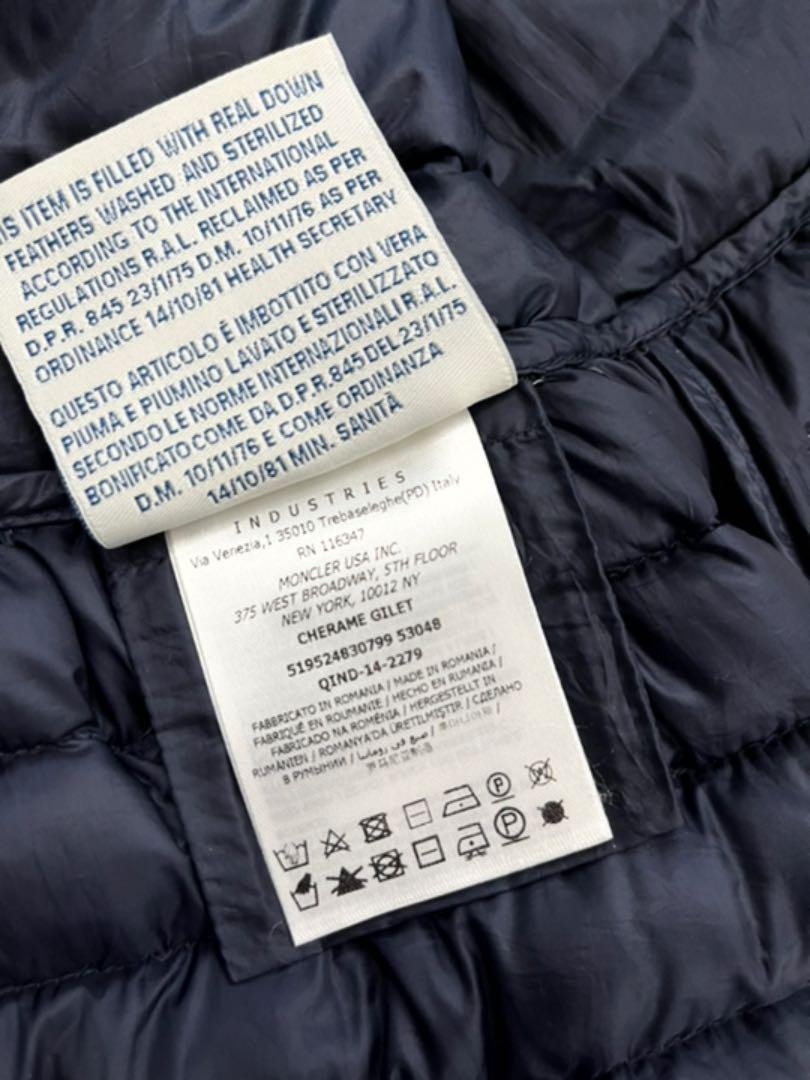 IS ITEM IS FILLED WITH REAL DOWN
FEATHERS WASHED AND STERILIZED
ACCORDING TO THE INTERNATIONAL
REGULATIONS R.A.L. RECLAIMED AS PER
D.P.R. 845 23/1/75 D.M. 10/11/76 AS PER
ORDINANCE 14/10/81 HEALTH SECRETARY
QUESTO ARTICOLO È IMBOTTITO CON VERA
PIUMA E PIUMINO LAVATO E STERILIZZATO
SECONDO LE NORME INTERNAZIONALI R.A.L.
BONIFICATO COME DA D.P.R.845 DEL 23/1/75
D.M. 10/11/76 E COME ORDINANZA
14/10/81 MIN. SANITÀ
INDUSTRIES
Via Venezia,1 35010 Trebaseleghe(PD) Italy
RN 116347
MONCLER USA INC.
375 WEST BROADWAY, 5TH FLOOR
NEW YORK, 10012 NY
CHERAME GILET
519524830799 53048
QIND-14-2279
FABBRICATO IN ROMANIA / MADE IN ROMANIA /
FABRIQUÉ EN ROUMANIE / HECHO EN RUMANIA /
FABRICADO NA ROMÉNIA / HERGESTELLT IN
RUMÄNIEN / ROMANYA'DA ÜRETILMIŞTIR / СДЕЛАНО
В РУМЫНИИ / صنع في رومانيا /
P W
P